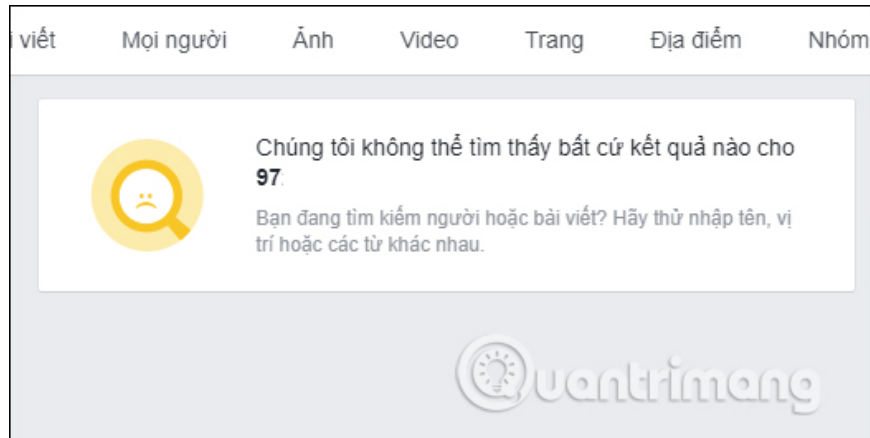 viết Mọi người Ảnh Video Trang Địa điểm Nhóm
Chúng tôi không thể tìm thấy bất cứ kết quả nào cho
97
Bạn đang tìm kiếm người hoặc bài viết? Hãy thử nhập tên, vị
trí hoặc các từ khác nhau.
Quantrimang